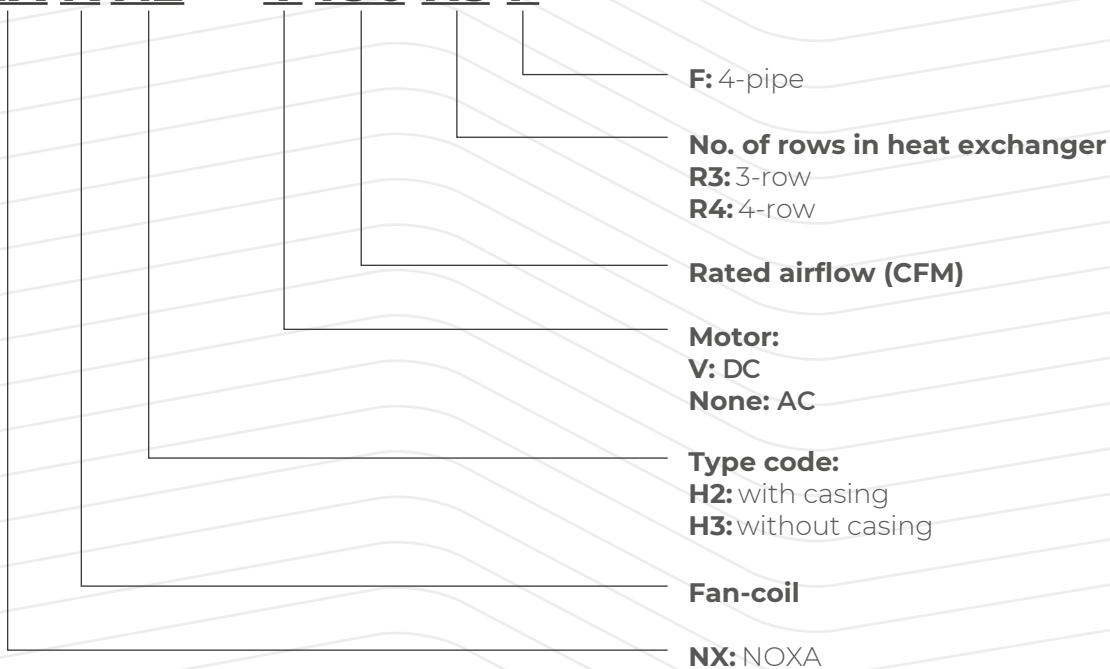 F: 4-pipe
No. of rows in heat exchanger
R3: 3-row
R4: 4-row
Rated airflow (CFM)
Motor:
V: DC
None: AC
Type code:
H2: with casing
H3: without casing
Fan-coil
NX: NOXA